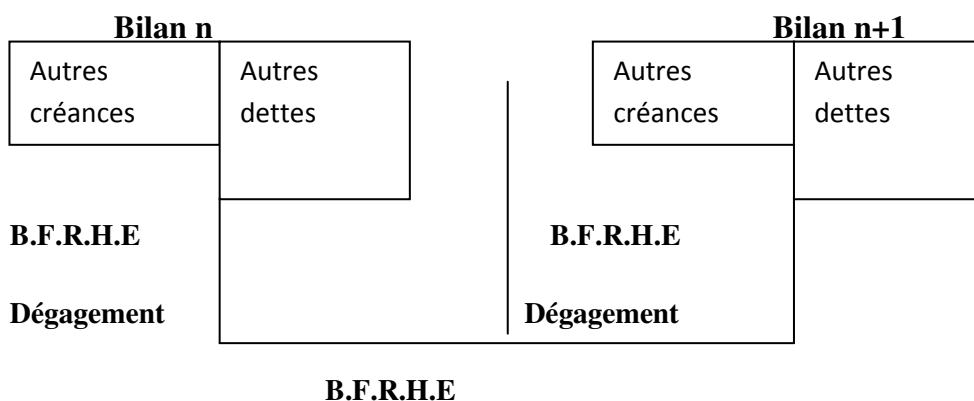 Bilan n Bilan n+1
Autres Autres Autres Autres
créances dettes créances dettes
B.F.R.H.E B.F.R.H.E
Dégagement Dégagement
B.F.R.H.E